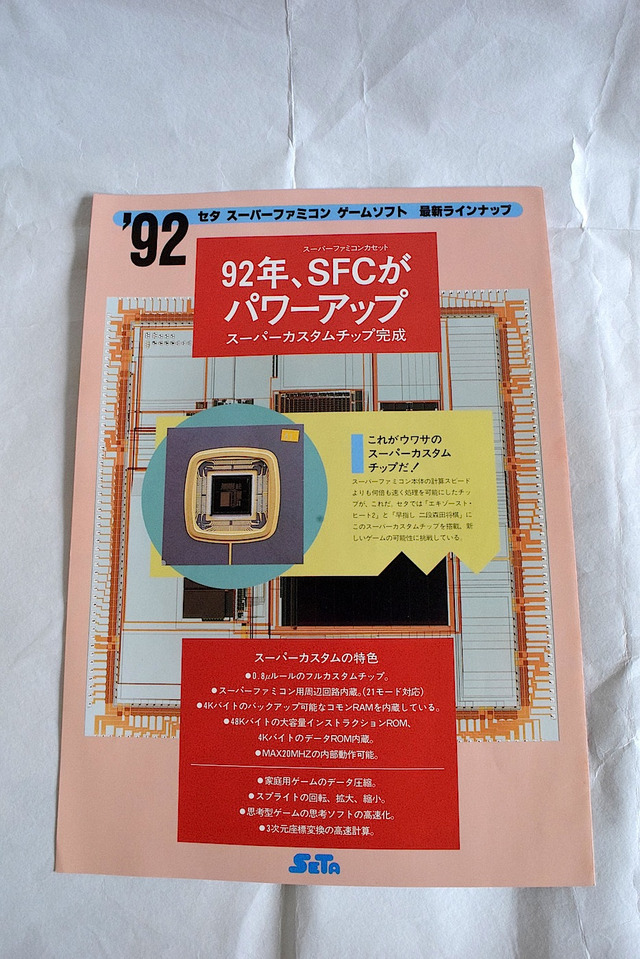 '92 セタ スーパーファミコン ゲームソフト 最新ラインナップ
スーパーファミコンカセット
92年、SFCが
パワーアップ
スーパーカスタムチップ完成
これがウワサの
スーパーカスタム
チップだ!
スーパーファミコン本体の計算スピード
よりも何倍も速く処理を可能にしたチッ
プが、これだ。セタでは「エキゾースト・
ヒート2」と「早指し 二段森田将棋」に
このスーパーカスタムチップを搭載。新
しいゲームの可能性に挑戦している。
スーパーカスタムの特色
●0.8μルールのフルカスタムチップ。
●スーパーファミコン用周辺回路内蔵。(21モード対応)
●4Kバイトのバックアップ可能なコモンRAMを内蔵している。
●48Kバイトの大容量インストラクションROM、
4KバイトのデータROM内蔵。
●MAX20MHZの内部動作可能。
●家庭用ゲームのデータ圧縮。
●スプライトの回転、拡大、縮小。
●思考型ゲームの思考ソフトの高速化。
●3次元座標変換の高速計算。
SETA